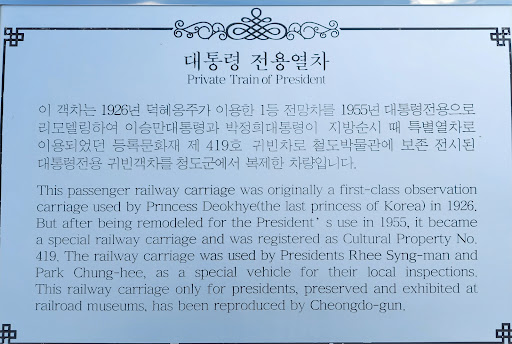 대통령 전용열차
Private Train of President
이 객차는 1926년 덕혜옹주가 이용한 1등 전망차를 1955년 대통령전용으로
리모델링하여 이승만대통령과 박정희대통령이 지방순시 때 특별열차로
이용되었던 등록문화재 제 419호 귀빈차로 철도박물관에 보존 전시된
대통령전용 귀빈객차를 청도군에서 복제한 차량입니다.
This passenger railway carriage was originally a first-class observation
carriage used by Princess Deokhye(the last princess of Korea) in 1926.
But after being remodeled for the President's use in 1955, it became
a special railway carriage and was registered as Cultural Property No.
419. The railway carriage was used by Presidents Rhee Syng-man and
Park Chung-hee, as a special vehicle for their local inspections.
This railway carriage only for presidents, preserved and exhibited at
railroad museums, has been reproduced by Cheongdo-gun.